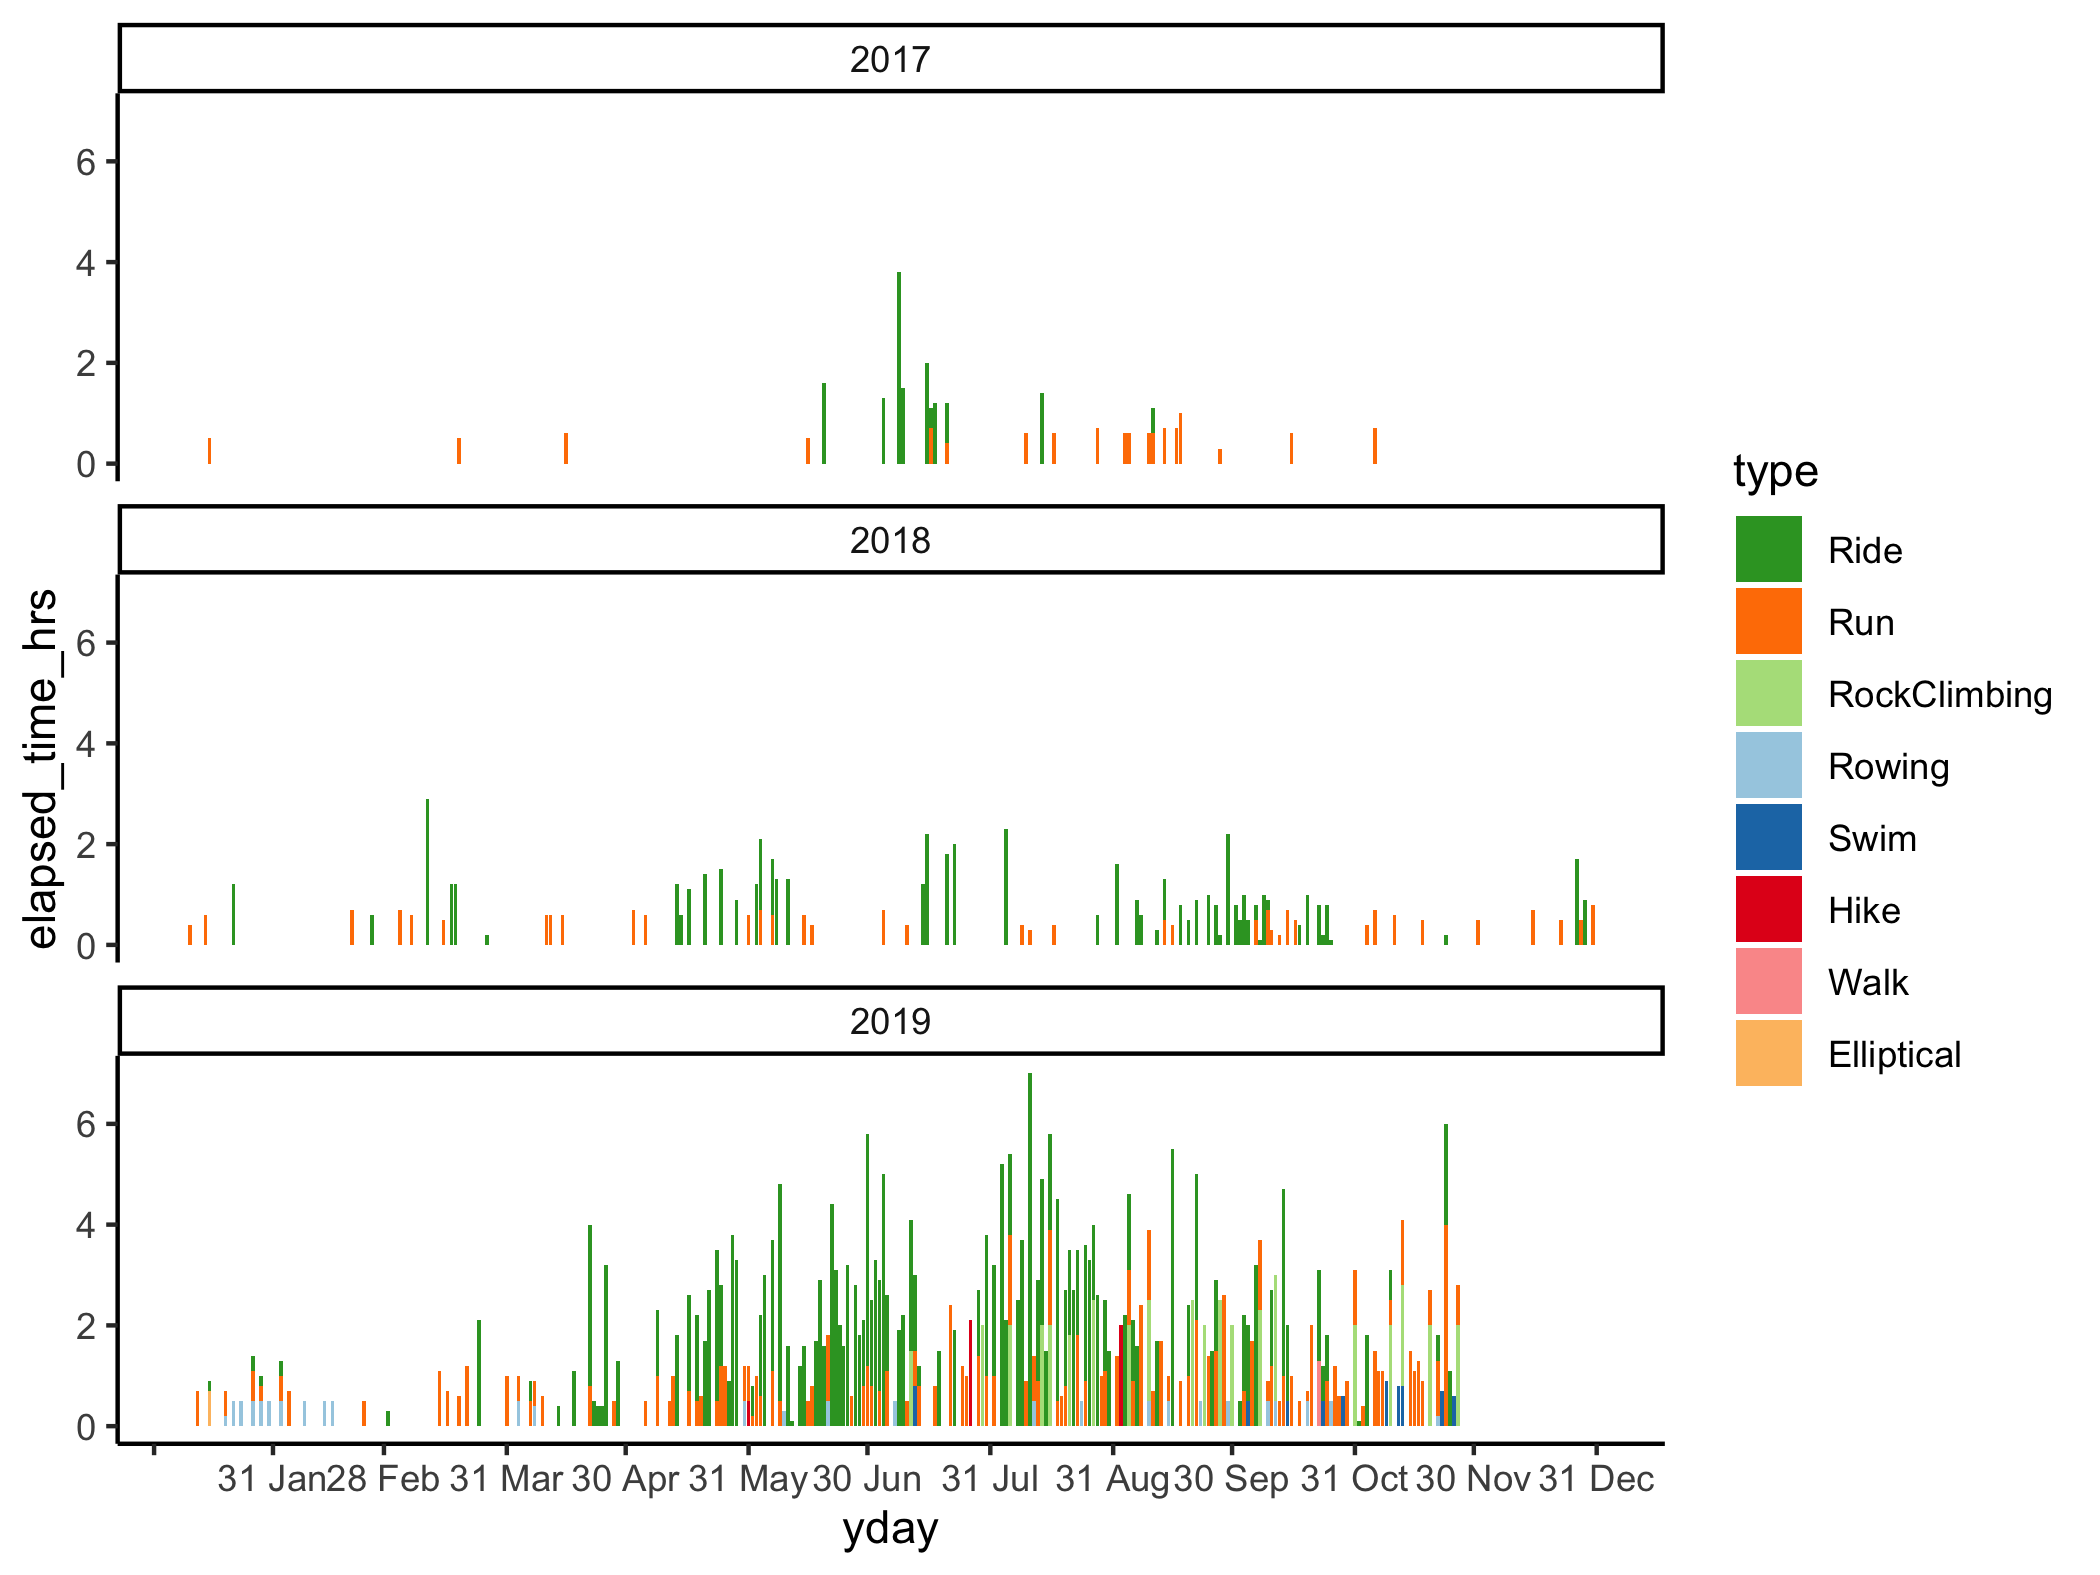 2017
6
4
2
0
2018
6
4
2
0
2019
6
4
2
0
31 Jan 28 Feb 31 Mar 30 Apr 31 May 30 Jun 31 Jul 31 Aug 30 Sep 31 Oct 30 Nov 31 Dec
yday
elapsed_time_hrs
type
Ride
Run
RockClimbing
Rowing
Swim
Hike
Walk
Elliptical